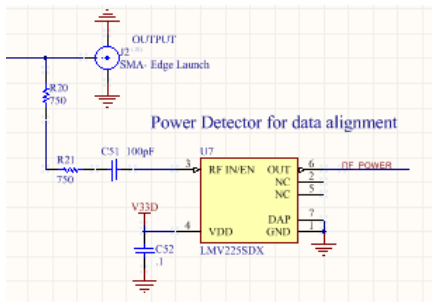 OUTPUT
J2
SMA- Edge Launch
R20
750
Power Detector for data alignment
R21
750
C51
100pF
U7
3
RF IN/EN
OUT
6
NC
2
NC
5
DAP
7
GND
1
4
VDD
LMV225SDX
V33D
C52
.1